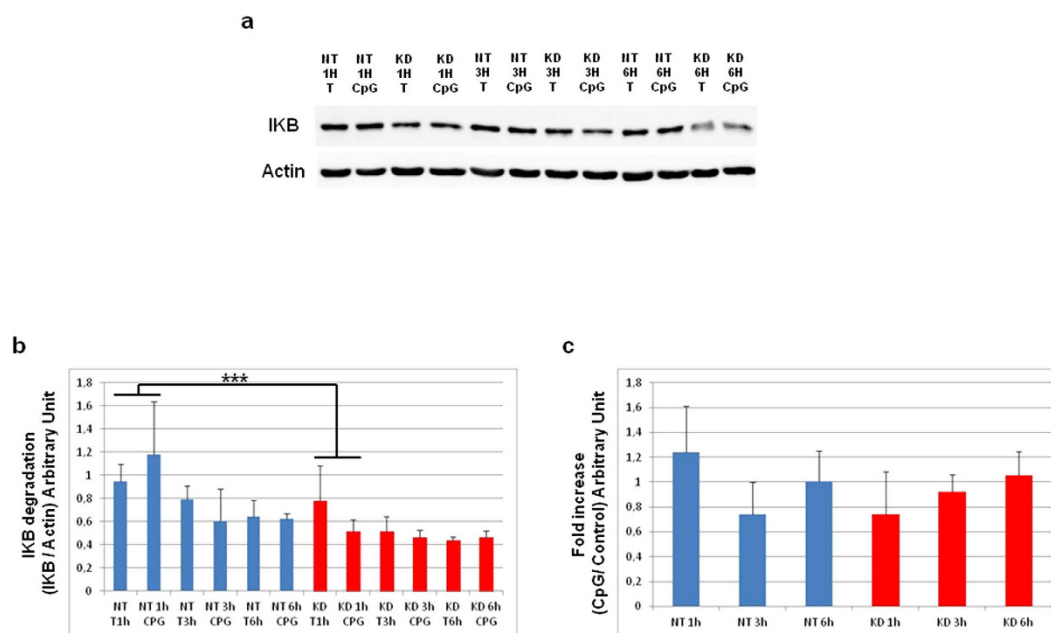 a
NT NT KD KD NT NT KD KD NT NT KD KD
1H 1H 1H 1H 3H 3H 3H 3H 6H 6H 6H 6H
T CpG T CpG T CpG T CpG T CpG T CpG
IKB
Actin
b
IKB degradation
(IKB / Actin) Arbitrary Unit
1,8
1,6
1,4
1,2
1
0,8
0,6
0,4
0,2
0
***
NT NT 1h NT NT 3h NT NT 6h KD KD 1h KD KD 3h KD KD 6h
T1h CPG T3h CPG T6h CPG T1h CPG T3h CPG T6h CPG
c
Fold increase
(CpG/ Control) Arbitrary Unit
1,8
1,6
1,4
1,2
1
0,8
0,6
0,4
0,2
0
NT 1h NT 3h NT 6h KD 1h KD 3h KD 6h